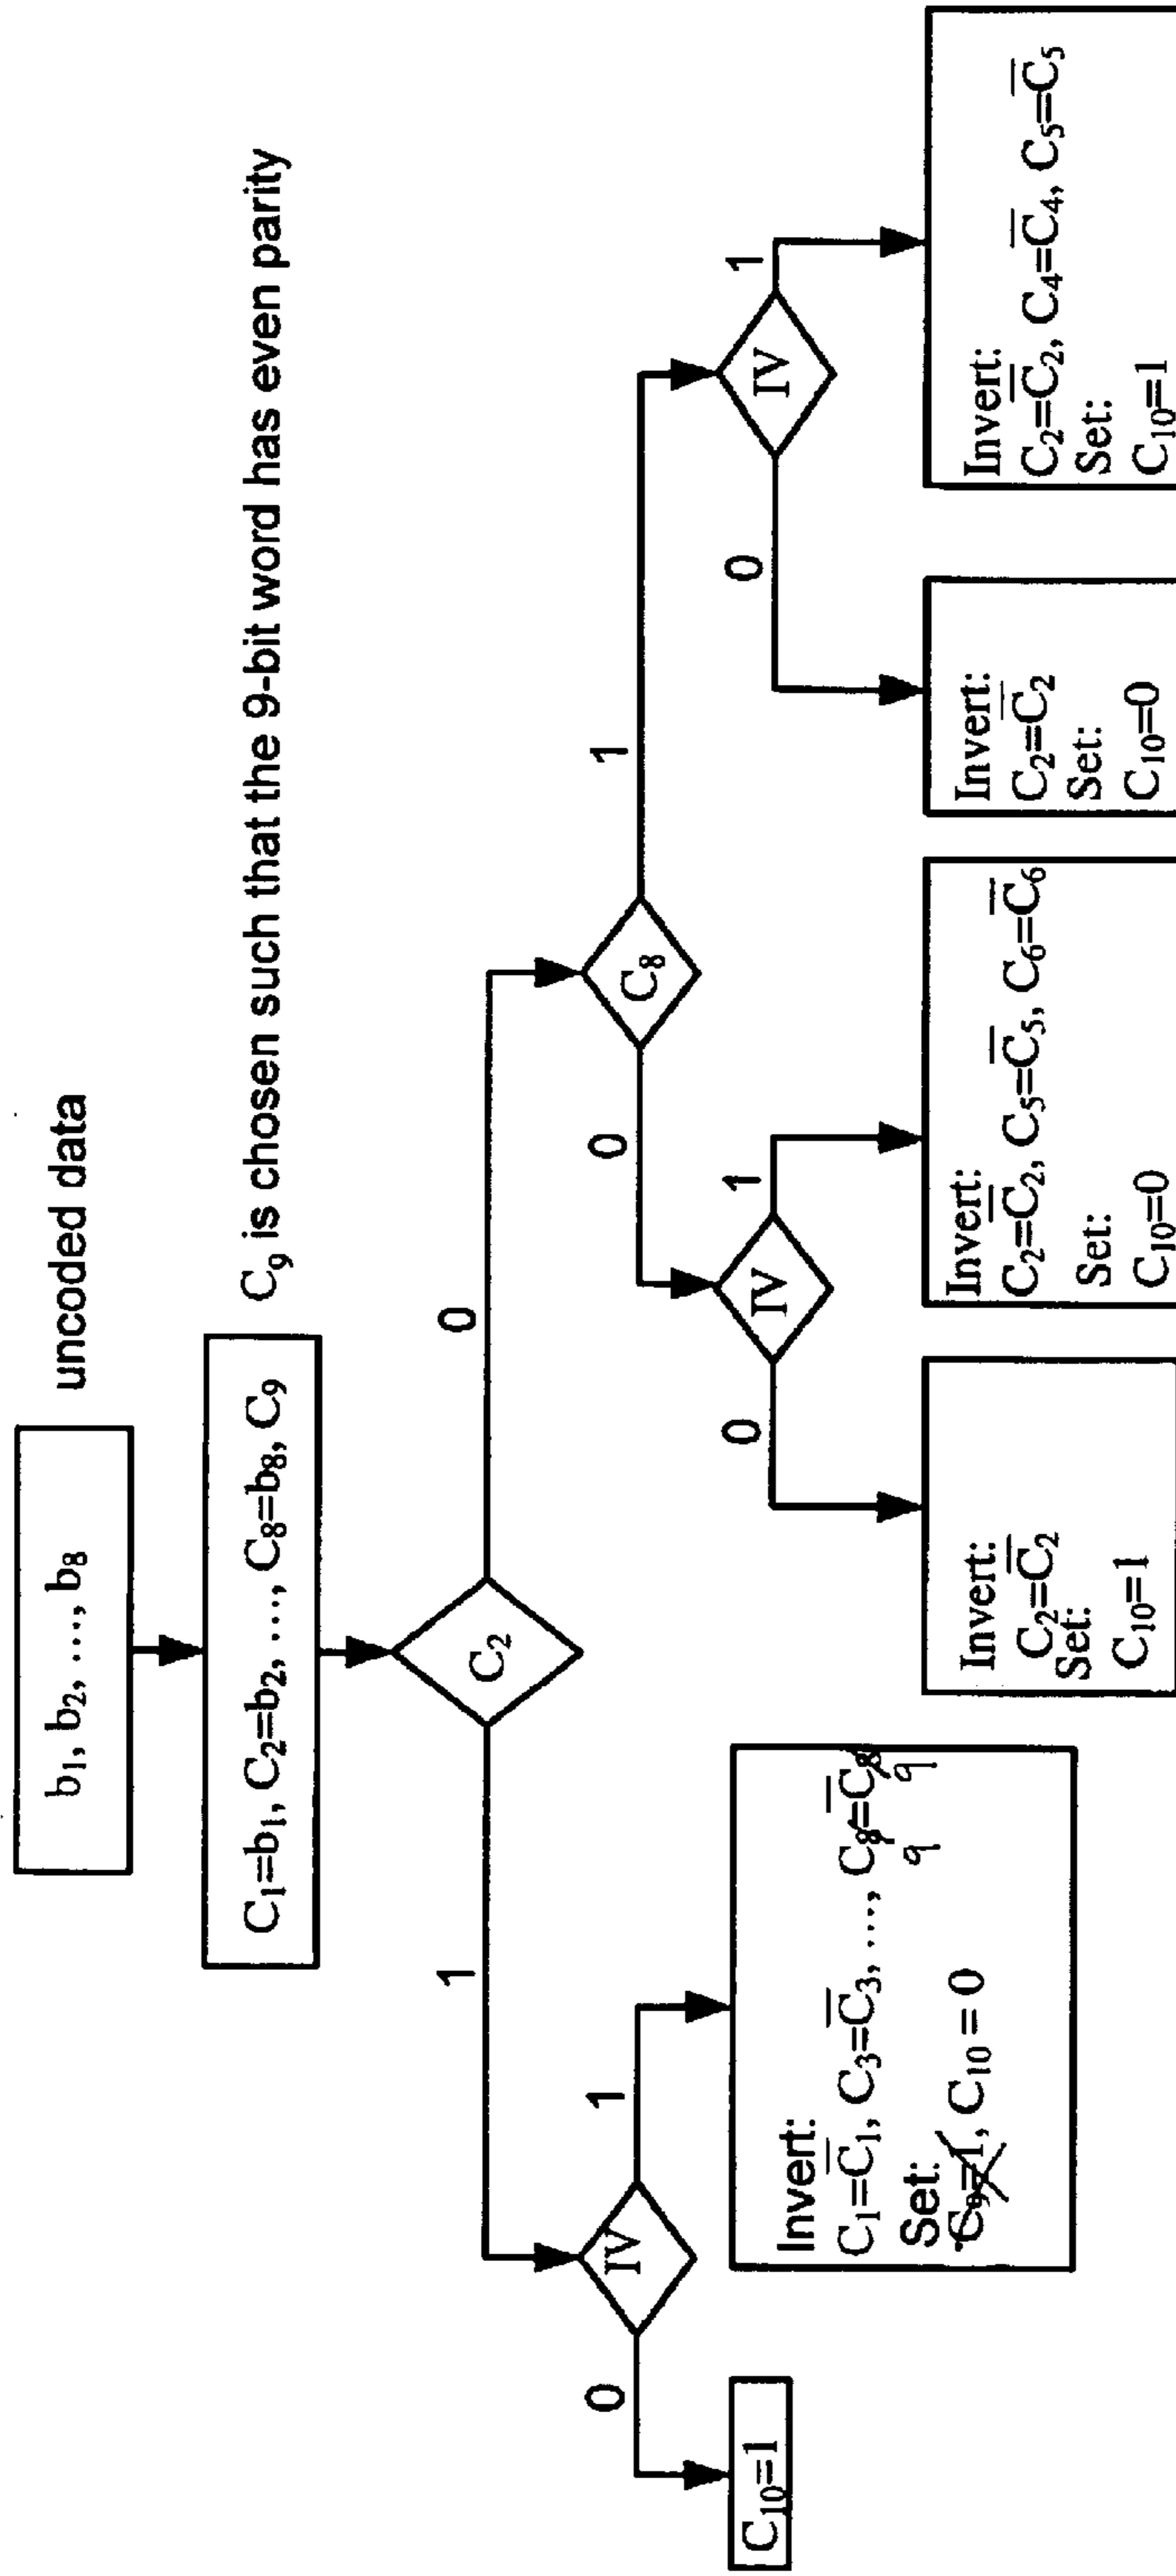 uncoded data
b₁, b₂, ..., b₈
C₁=b₁, C₂=b₂, ..., C₈=b₈, C₉
C₉ is chosen such that the 9-bit word has even parity
C₂
1
0
IV
0
1
C₁₀=1
Invert:
C₁=C̅₁, C₃=C̅₃, ..., C₈=C̅₈
9 9
Set:
C₉=1, C₁₀ = 0
C₈
0
1
IV
0
1
Invert:
C₂=C̅₂
Set:
C₁₀=1
Invert:
C₂=C̅₂, C₅=C̅₅, C₆=C̅₆
Set:
C₁₀=0
IV
0
1
Invert:
C₂=C̅₂
Set:
C₁₀=0
Invert:
C₂=C̅₂, C₄=C̅₄, C₅=C̅₅
Set:
C₁₀=1